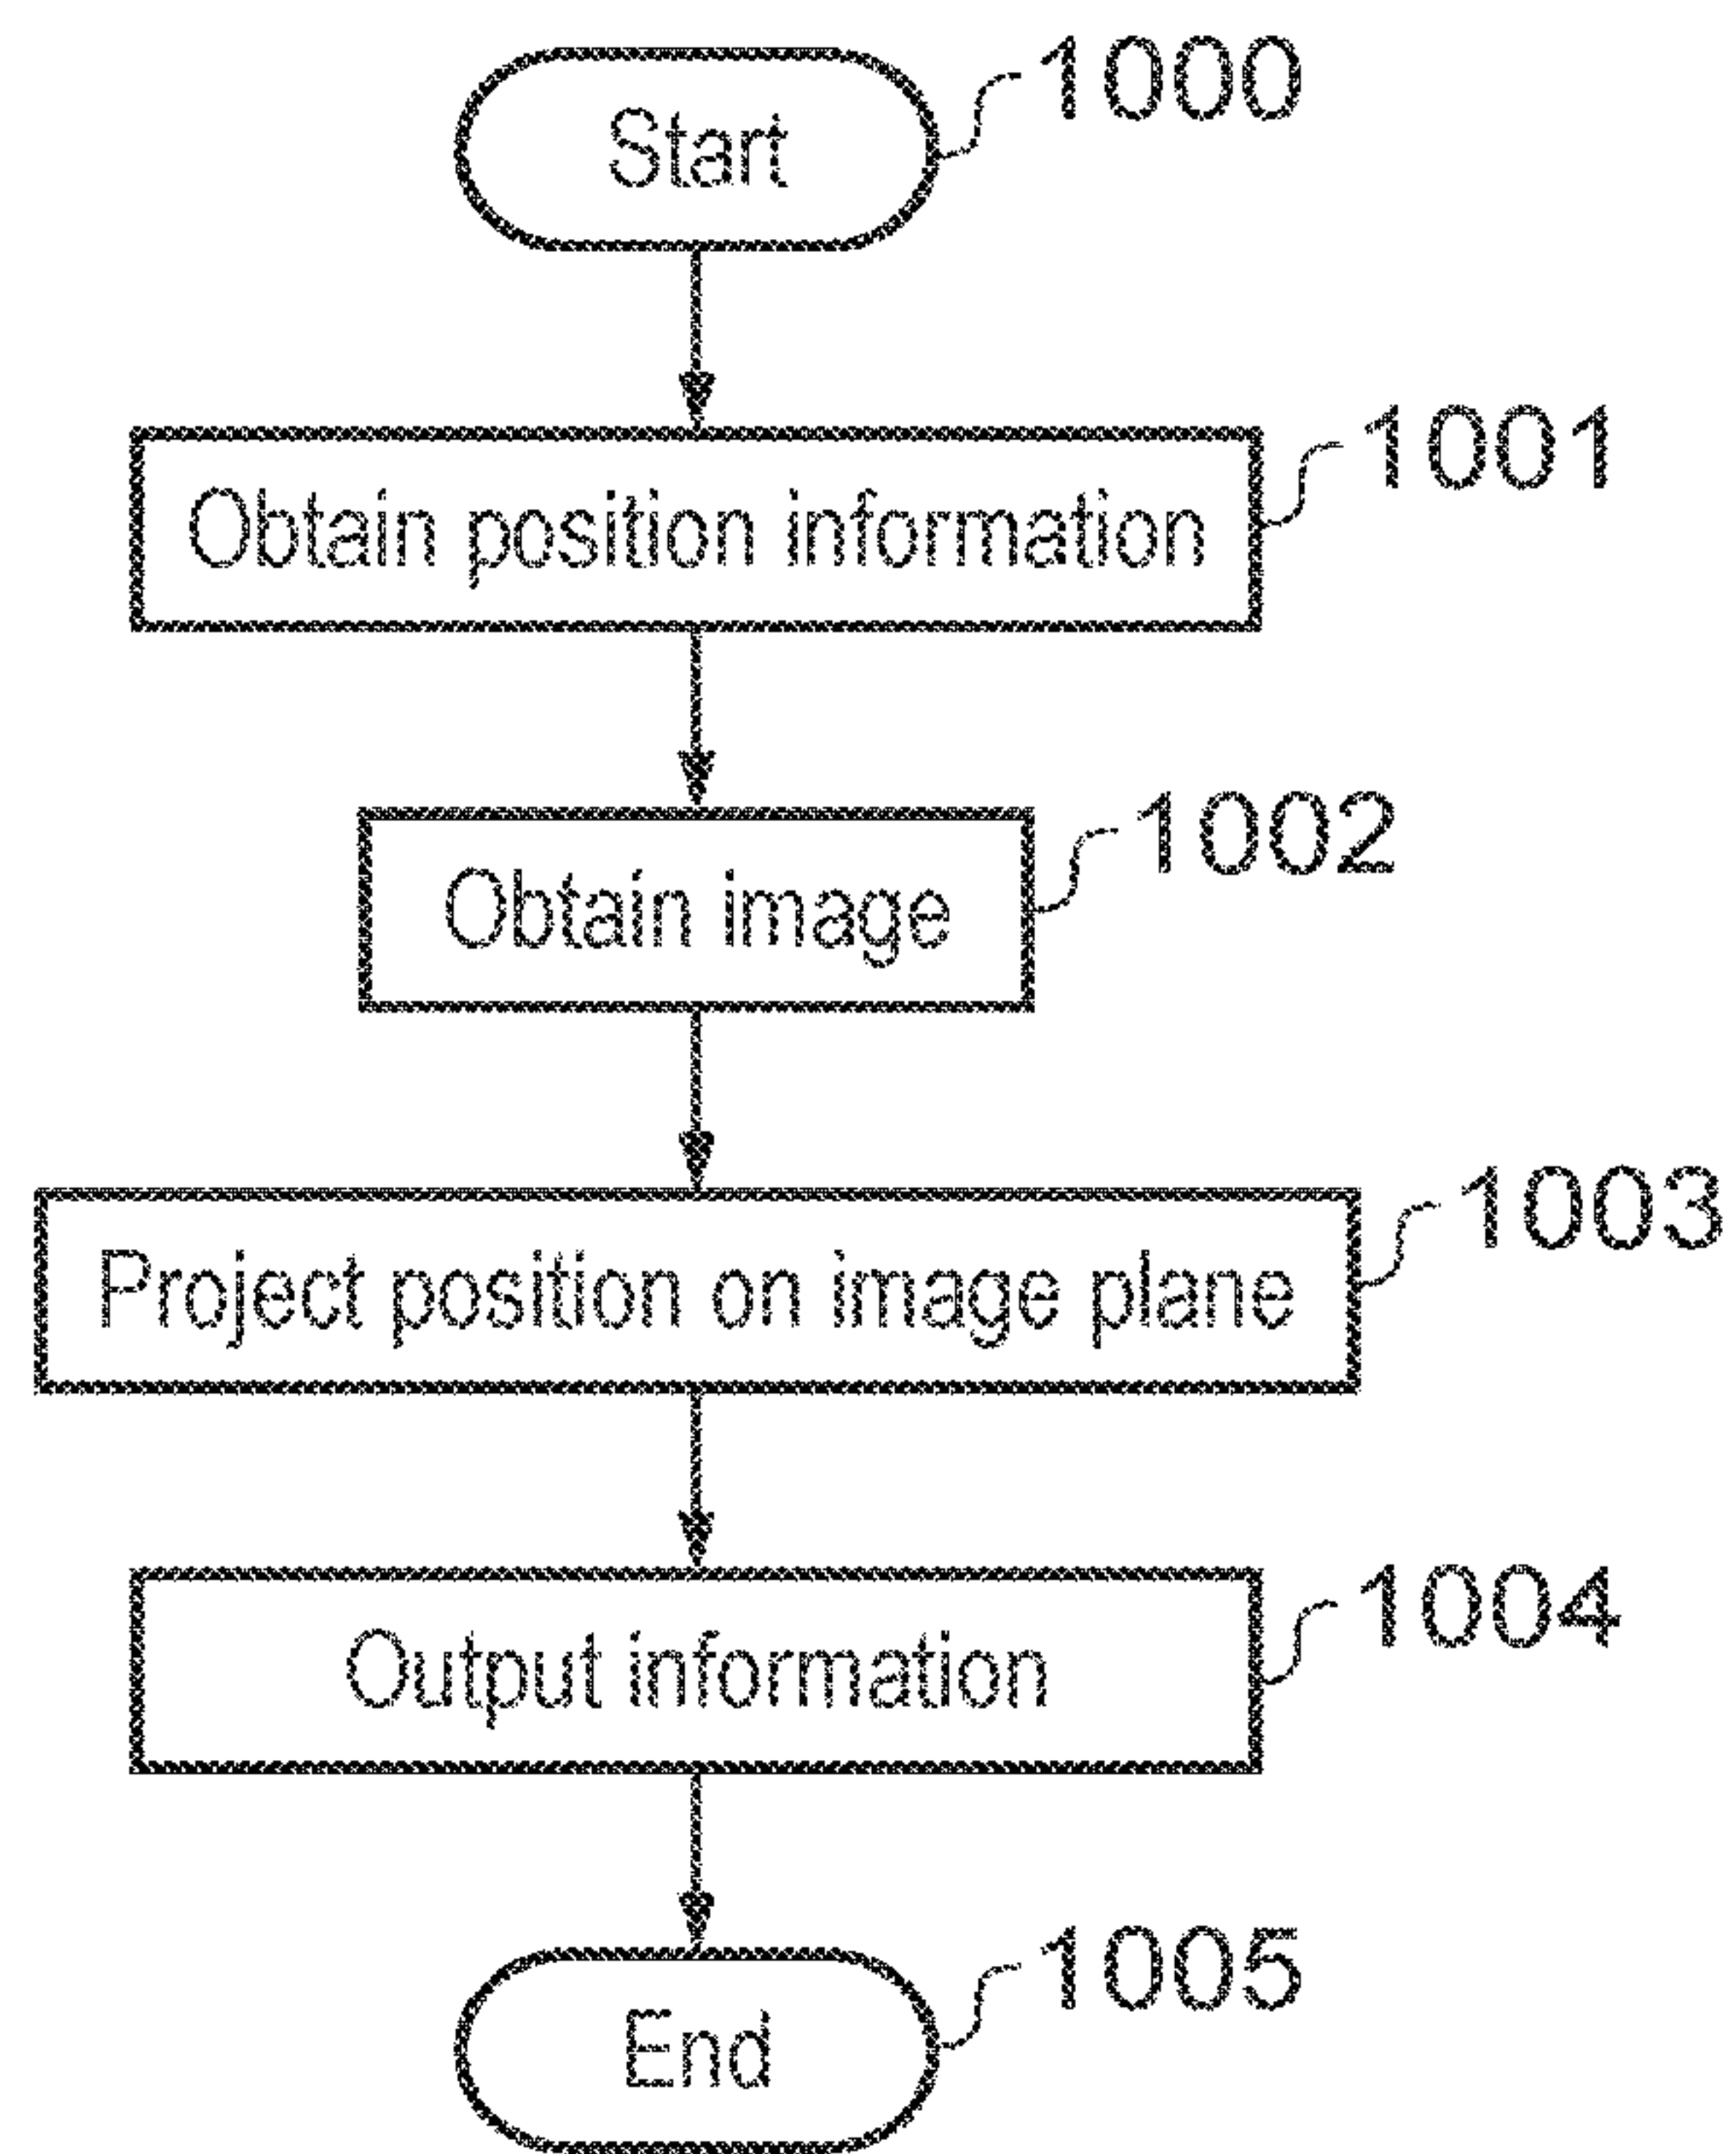 Start
1000
Obtain position information
1001
Obtain image
1002
Project position on image plane
1003
Output information
1004
End
1005